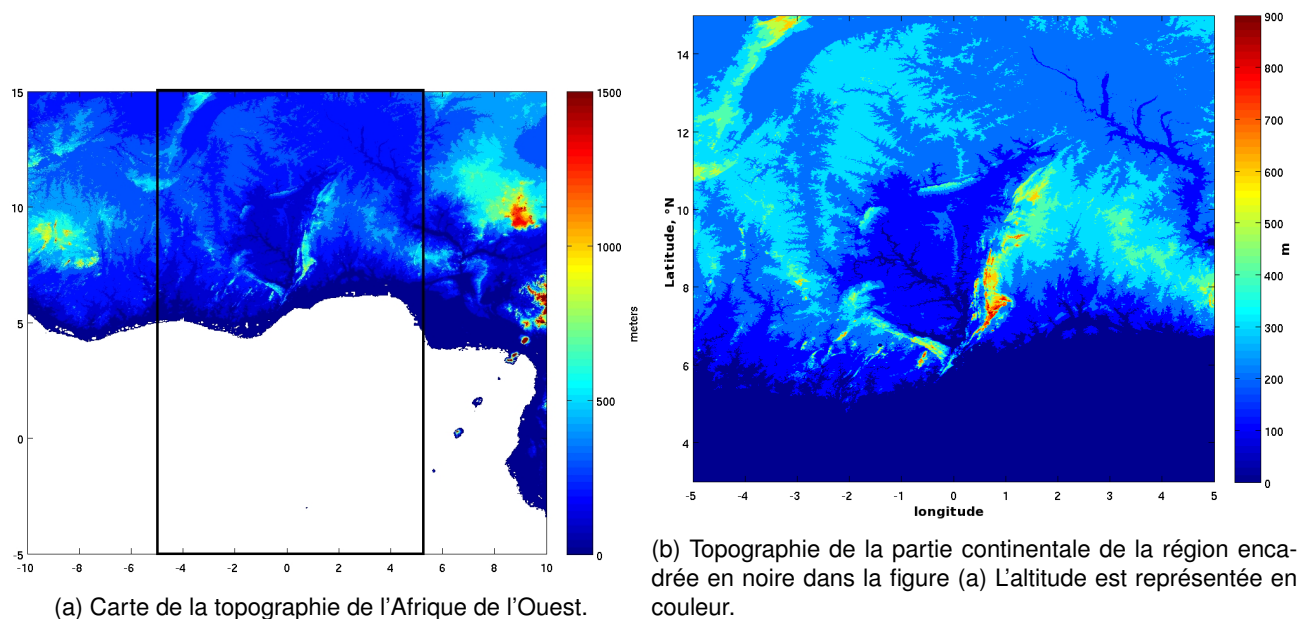 15
10
5
0
-5
-10 -8 -6 -4 -2 0 2 4 6 8 10
1500
1000
500
0
meters
(a) Carte de la topographie de l'Afrique de l'Ouest.
14
12
10
8
6
4
Latitude, °N
-5 -4 -3 -2 -1 0 1 2 3 4 5
longitude
900
800
700
600
500
400
300
200
100
0
m
(b) Topographie de la partie continentale de la région enca-
drée en noire dans la figure (a) L'altitude est représentée en
couleur.